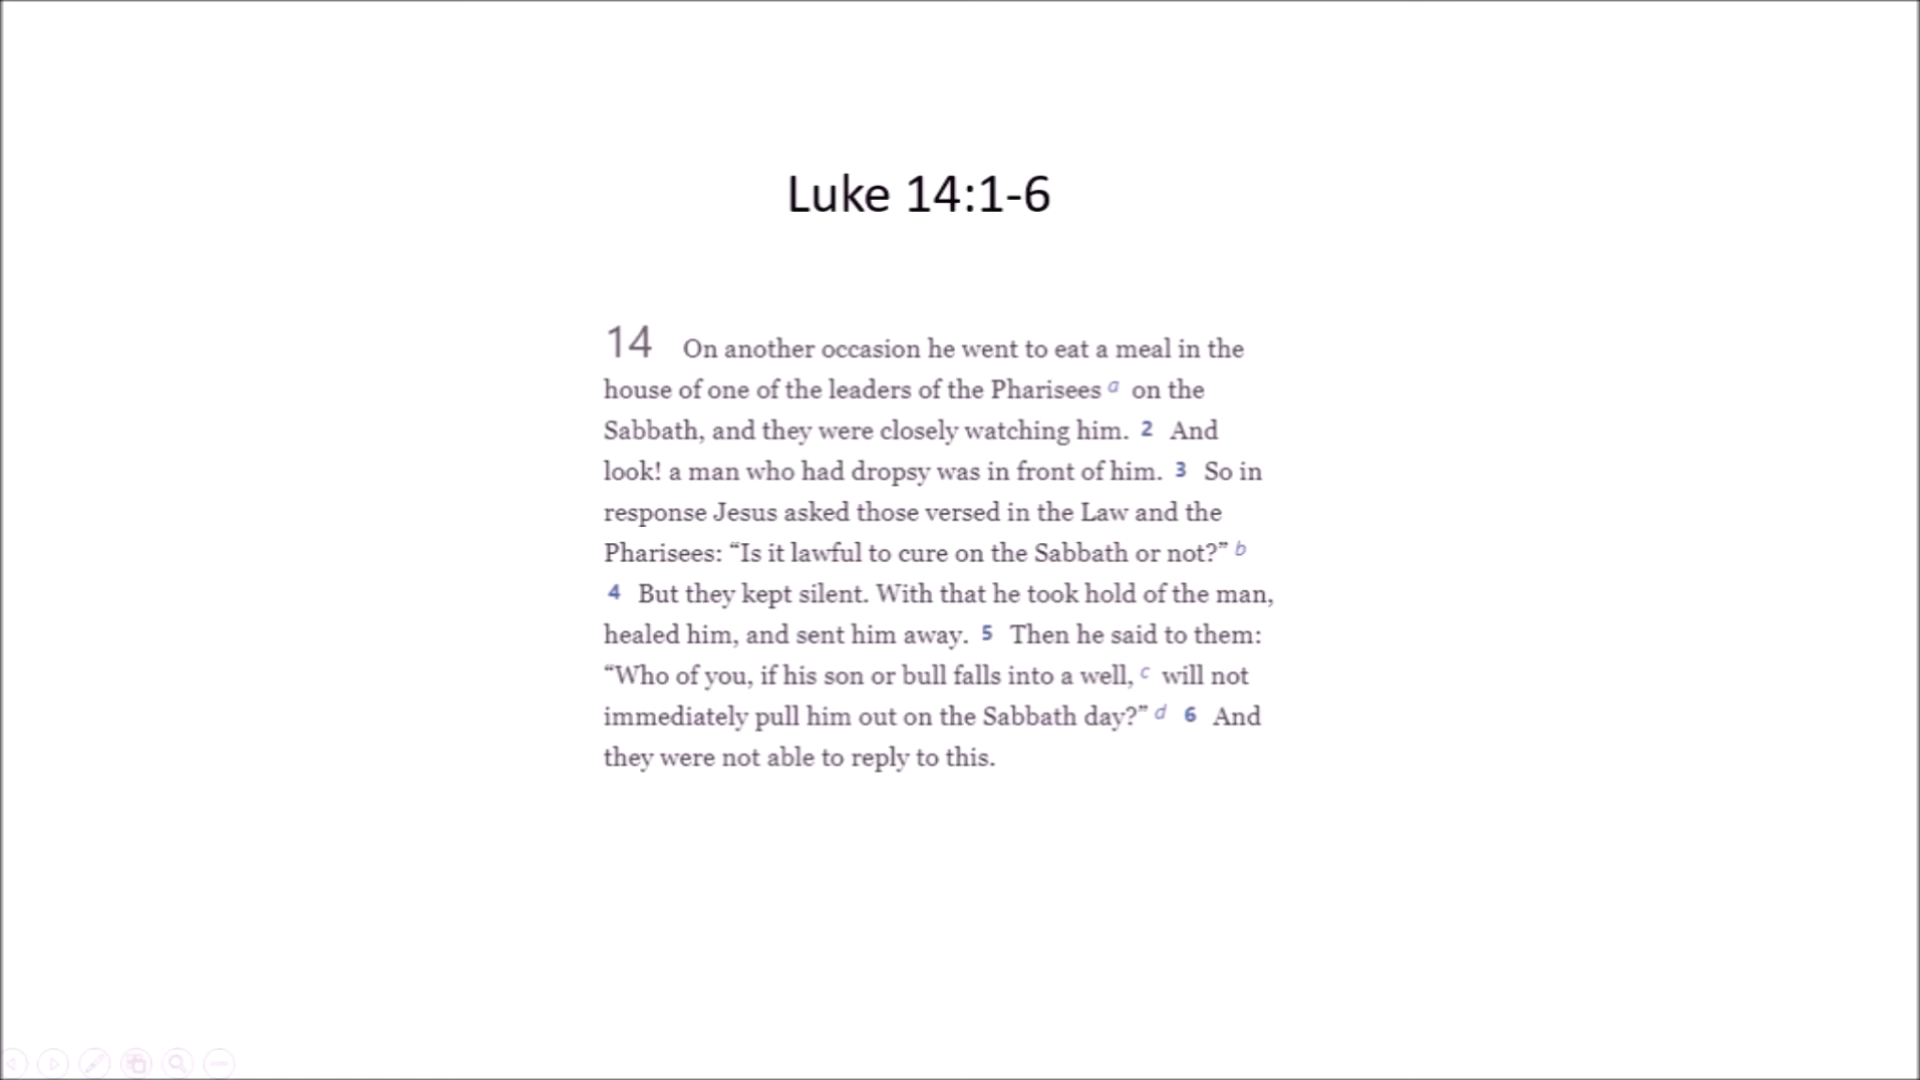 Luke 14:1-6
14 On another occasion he went to eat a meal in the
house of one of the leaders of the Pharisees a on the
Sabbath, and they were closely watching him. 2 And
look! a man who had dropsy was in front of him. 3 So in
response Jesus asked those versed in the Law and the
Pharisees: “Is it lawful to cure on the Sabbath or not?” b
4 But they kept silent. With that he took hold of the man,
healed him, and sent him away. 5 Then he said to them:
“Who of you, if his son or bull falls into a well, c will not
immediately pull him out on the Sabbath day?” d 6 And
they were not able to reply to this.